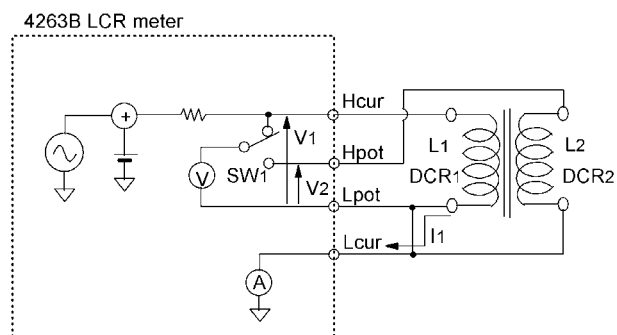 4263B LCR meter
Hcur
V1
L1
L2
Hpot
V
SW1
DCR1
DCR2
V2
Lpot
I1
Lcur
A